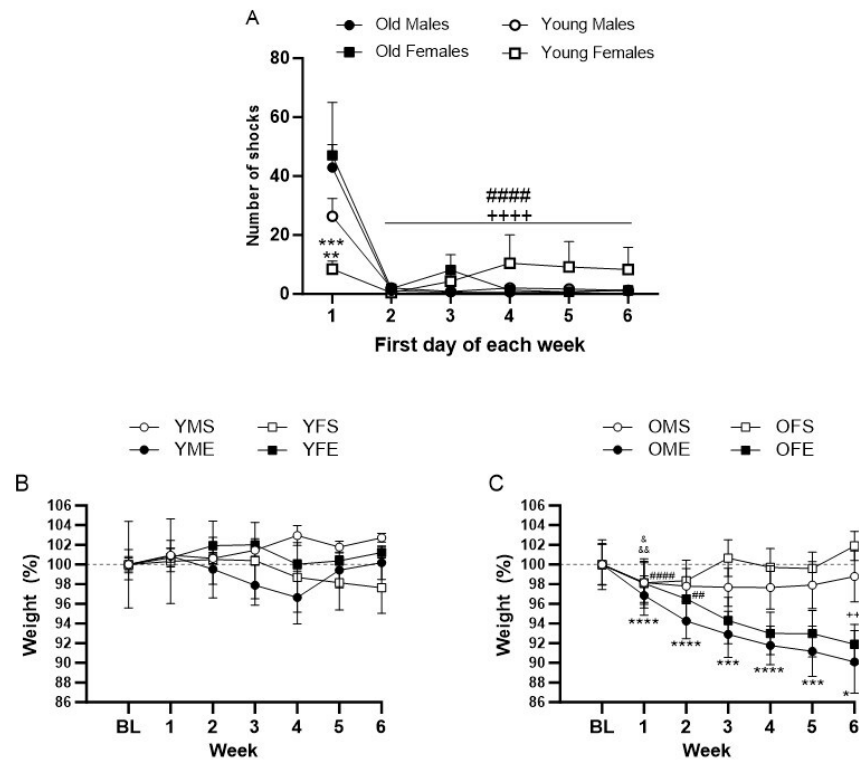 A
Old Males
Young Males
Old Females
Young Females
80
60
40
20
0
Number of shocks
####
++++
***
**
1 2 3 4 5 6
First day of each week
YMS YFS
YME YFE
B
106
104
102
100
98
96
94
92
90
88
86
Weight (%)
BL 1 2 3 4 5 6
Week
OMS OFS
OME OFE
C
106
104
102
100
98
96
94
92
90
88
86
Weight (%)
&
&&
####
##
****
****
***
****
***
++
*
BL 1 2 3 4 5 6
Week